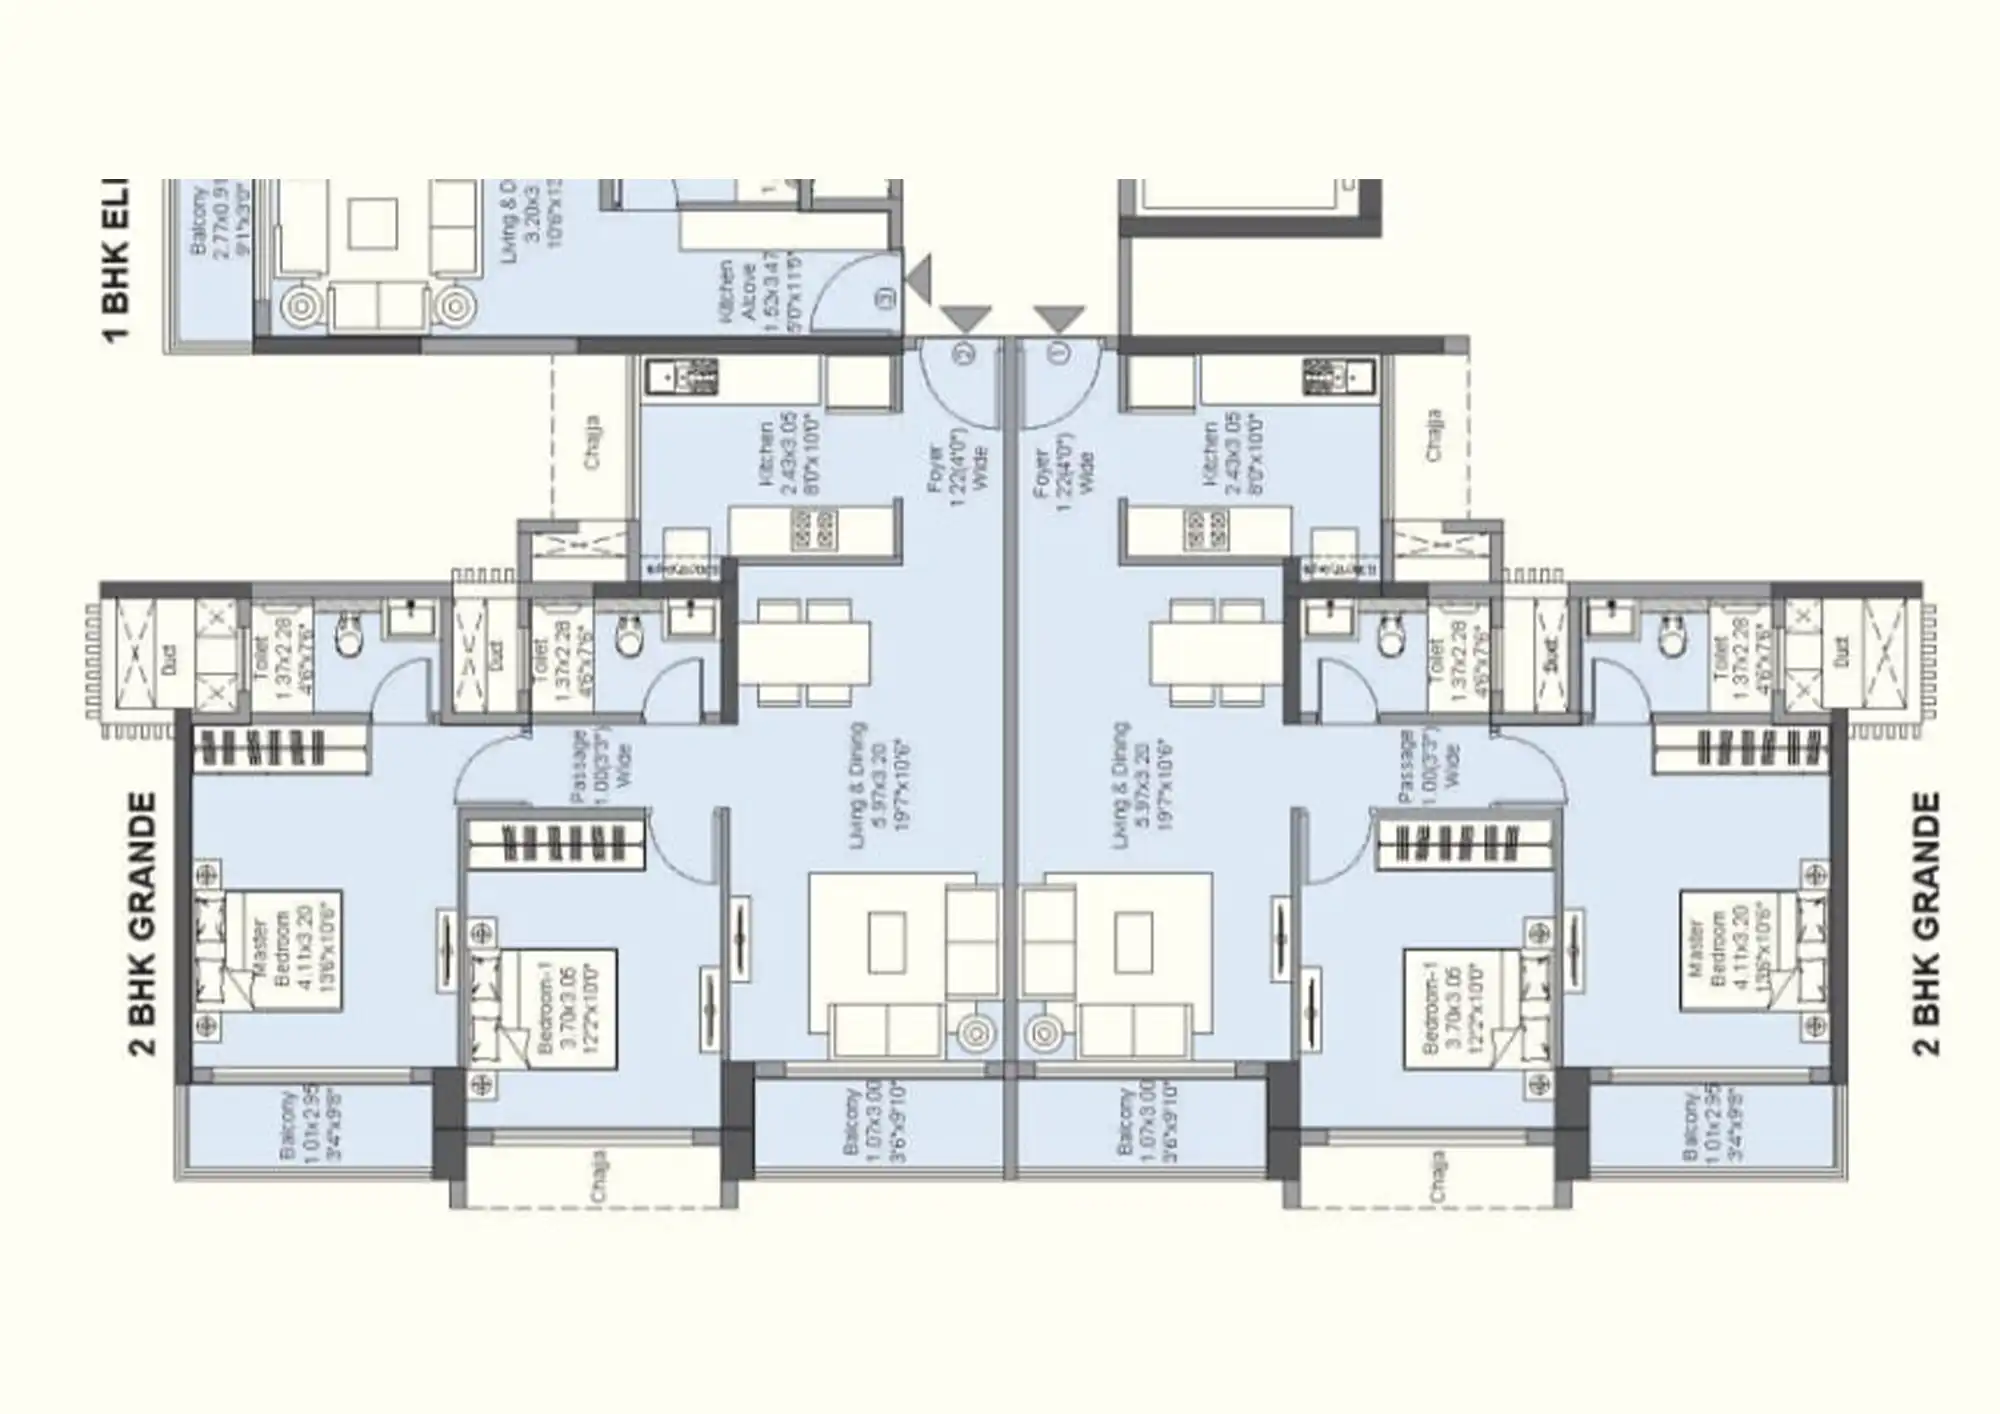 1 BHK ELI
Balcony
2.77x0.91
9'1"x3'0"
Living & D
3.20x3.
10'6"x13
1.
Kitchen
Alcove
1.52x3.47
5'0"x11'5"
3
2
1
Chajja
Kitchen
2.43x3.05
8'0"x10'0"
Foyer
1.22(4'0")
Wide
Foyer
1.22(4'0")
Wide
Kitchen
2.43x3.05
8'0"x10'0"
Chajja
Duct
Toilet
1.37x2.28
4'6"x7'6"
Duct
Toilet
1.37x2.28
4'6"x7'6"
Toilet
1.37x2.28
4'6"x7'6"
Duct
Toilet
1.37x2.28
4'6"x7'6"
Duct
Passage
1.00(3'3")
Wide
Living & Dining
5.97x3.20
19'7"x10'6"
Living & Dining
5.97x3.20
19'7"x10'6"
Passage
1.00(3'3")
Wide
2 BHK GRANDE
Master
Bedroom
4.11x3.20
13'6"x10'6"
Bedroom-1
3.70x3.05
12'2"x10'0"
Bedroom-1
3.70x3.05
12'2"x10'0"
Master
Bedroom
4.11x3.20
13'6"x10'6"
2 BHK GRANDE
Balcony
1.01x2.95
3'4"x9'8"
Chajja
Balcony
1.07x3.00
3'6"x9'10"
Balcony
1.07x3.00
3'6"x9'10"
Chajja
Balcony
1.01x2.95
3'4"x9'8"